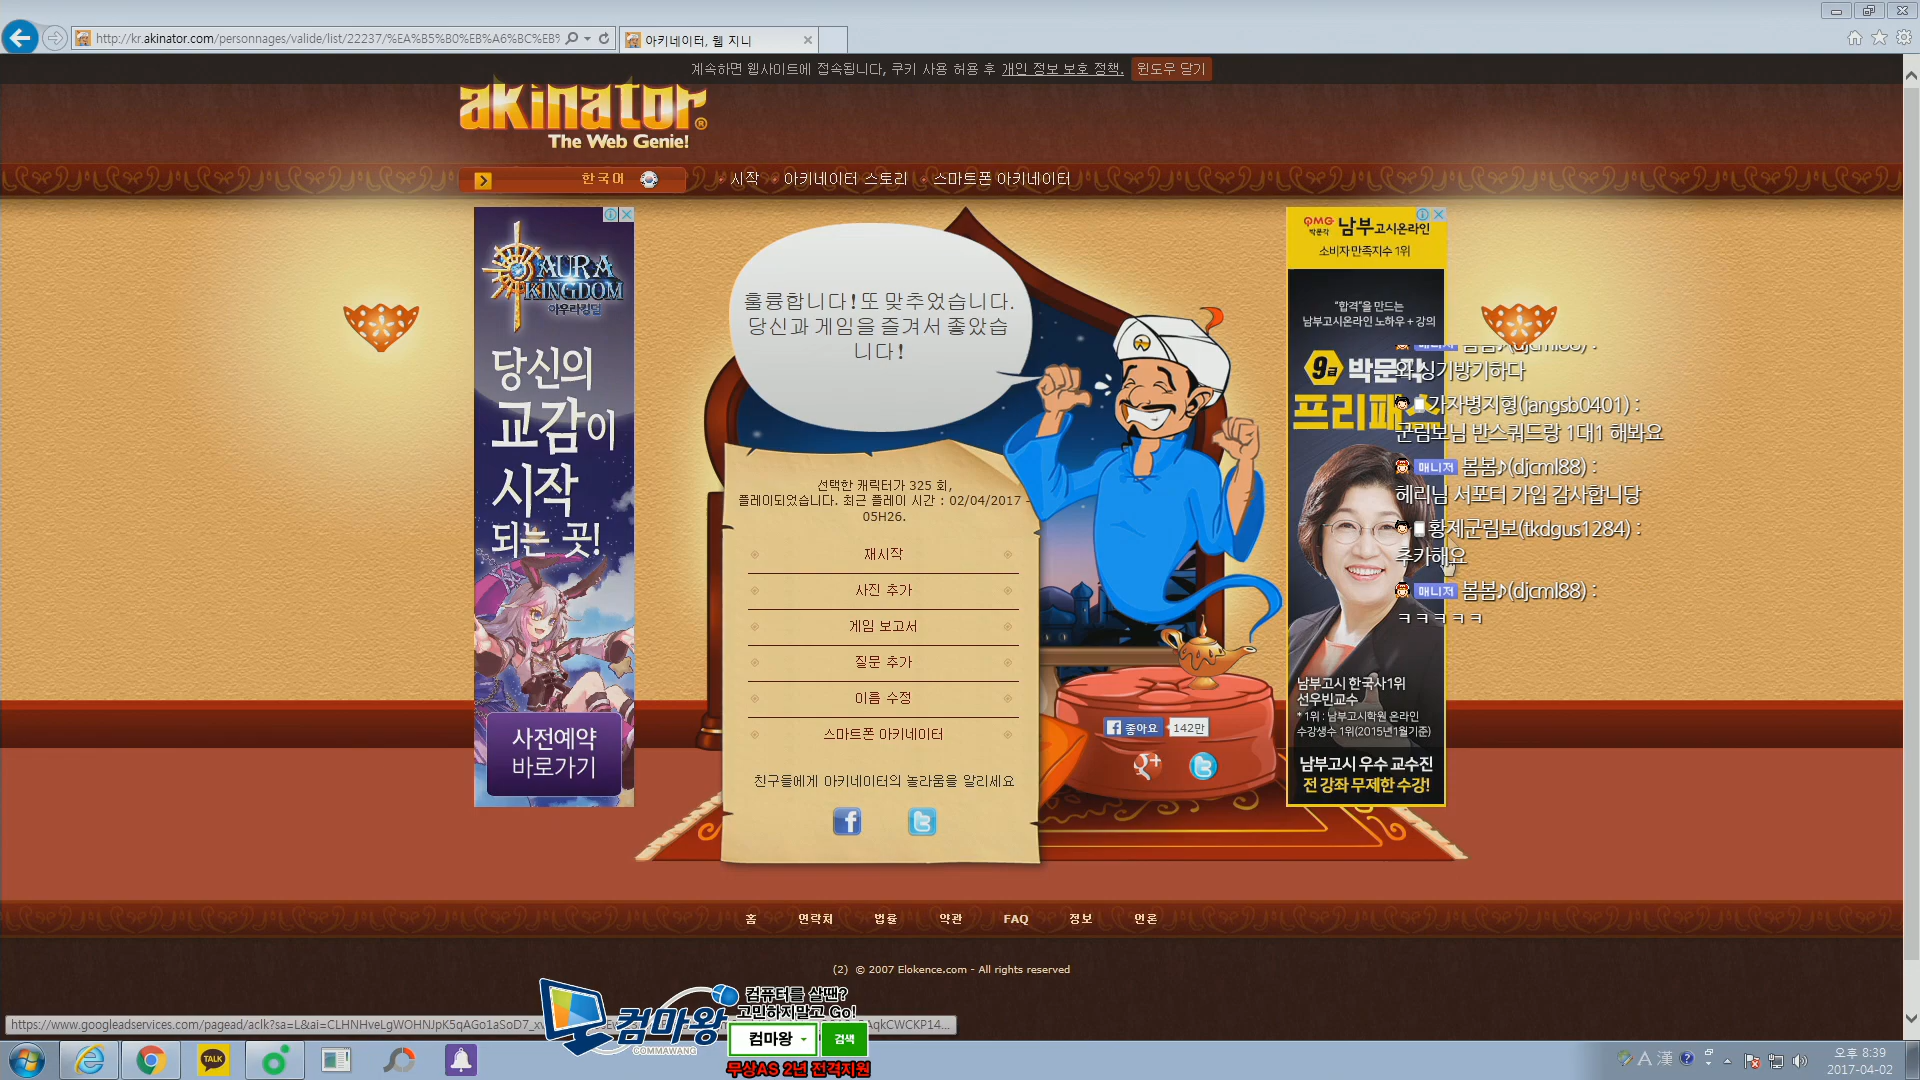 http://kr.akinator.com/personnages/valide/list/22237/%EA%B5%B0%EB%A6%BC%EB%
아키네이터, 웹 지니
계속하면 웹사이트에 접속됩니다, 쿠키 사용 허용 후 개인 정보 보호 정책. 윈도우 닫기
akinator®
The Web Genie!
한국어
시작
아키네이터 스토리
스마트폰 아키네이터
AURA
KINGDOM
아우라킹덤
당신의
교감이
시작
되는 곳!
사전예약
바로가기
훌륭합니다! 또 맞추었습니다.
당신과 게임을 즐겨서 좋았습
니다!
선택한 캐릭터가 325 회,
플레이되었습니다. 최근 플레이 시간 : 02/04/2017 -
05H26.
재시작
사진 추가
게임 보고서
질문 추가
이름 수정
스마트폰 아키네이터
친구들에게 아키네이터의 놀라움을 알리세요
좋아요
142만
PMG 박문각 남부고시온라인
소비자만족지수 1위
"합격"을 만드는
남부고시온라인 노하우 + 강의
9급 박문각
프리패스
남부고시 한국사1위
선우빈교수
* 1위 : 남부고시학원 온라인
수강생수 1위(2015년1월기준)
남부고시 우수 교수진
전 강좌 무제한 수강!
매니저 봄봄♪(djcml88) :
와 싱기방기하다
가자병지형(jangsb0401) :
군림보님 반스쿼드랑 1대1 해봐요
매니저 봄봄♪(djcml88) :
헤리님 서포터 가입 감사합니당
황제군림보(tkdgus1284) :
추카해요
매니저 봄봄♪(djcml88) :
ㅋㅋㅋㅋㅋ
홈
연락처
법률
약관
FAQ
정보
언론
(2) © 2007 Elokence.com - All rights reserved
https://www.googleadservices.com/pagead/aclk?sa=L&ai=CLHNHveLgWOHNJpK5qAGo1aSoD7_
AqkCWCKP14...
컴마왕
COMMAWANG
컴퓨터를 살땐?
고민하지말고 Go!
컴마왕
검색
무상AS 2년 전격지원
TALK
A 漢
오후 8:39
2017-04-02